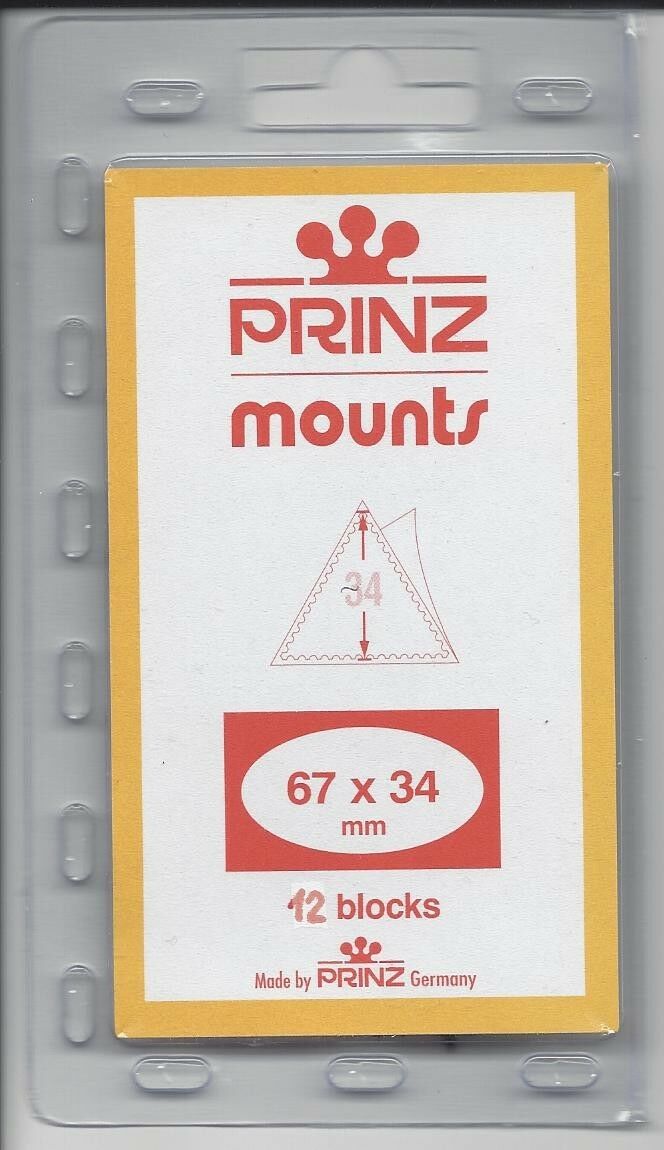 PRINZ
mounts
34
67 x 34
mm
12 blocks
Made by PRINZ Germany